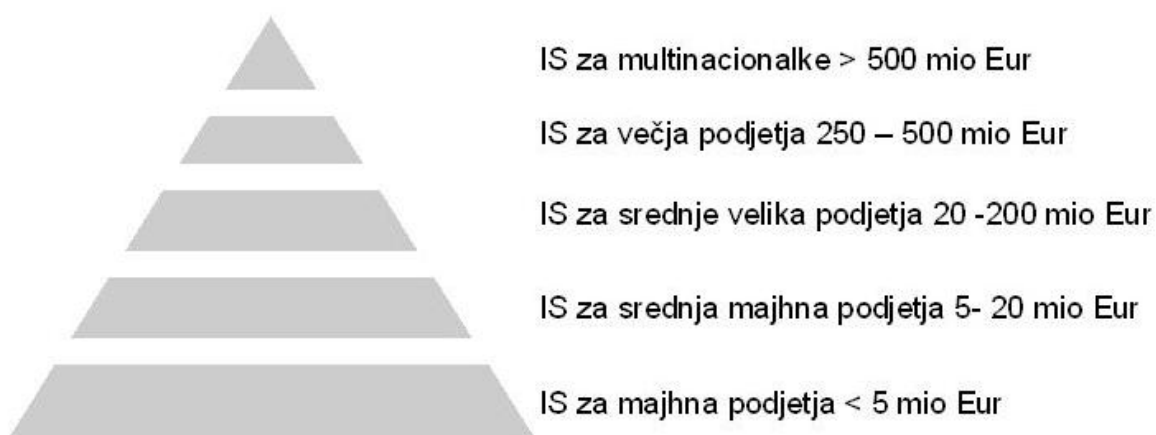 IS za multinacionalke > 500 mio Eur
IS za večja podjetja 250 – 500 mio Eur
IS za srednje velika podjetja 20 -200 mio Eur
IS za srednja majhna podjetja 5- 20 mio Eur
IS za majhna podjetja < 5 mio Eur